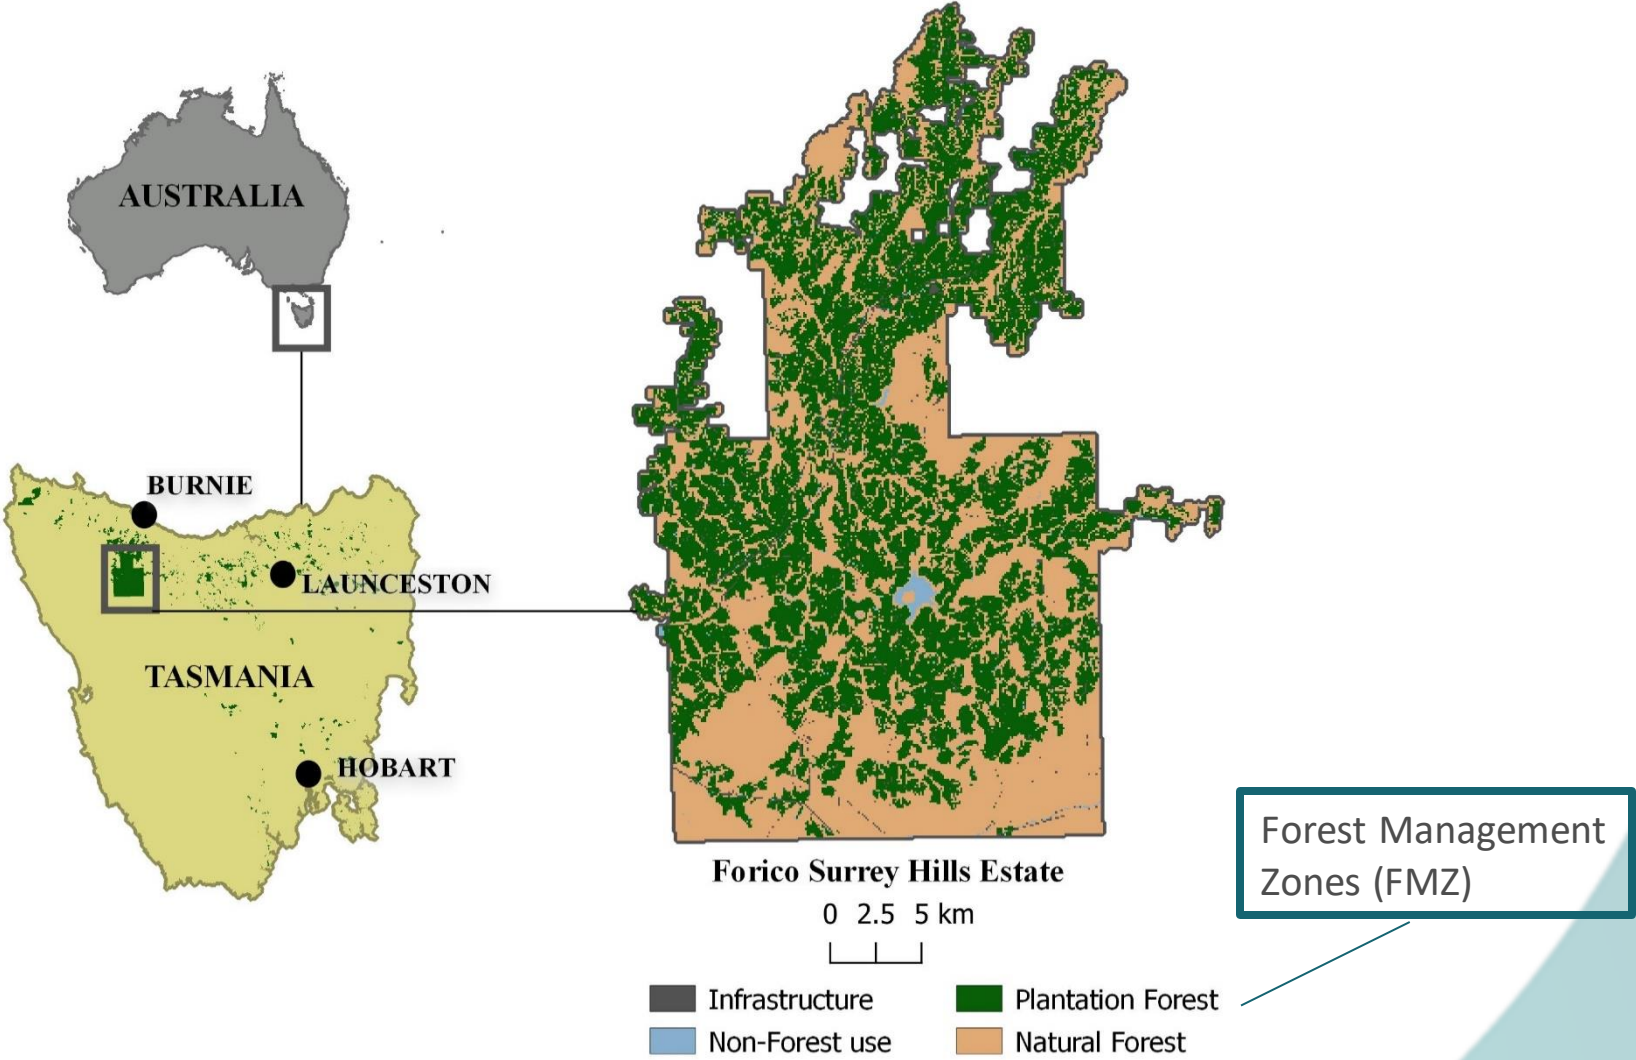 AUSTRALIA
BURNIE
LAUNCESTON
TASMANIA
HOBART
Forico Surrey Hills Estate
0 2.5 5 km
Infrastructure
Plantation Forest
Non-Forest use
Natural Forest
Forest Management
Zones (FMZ)